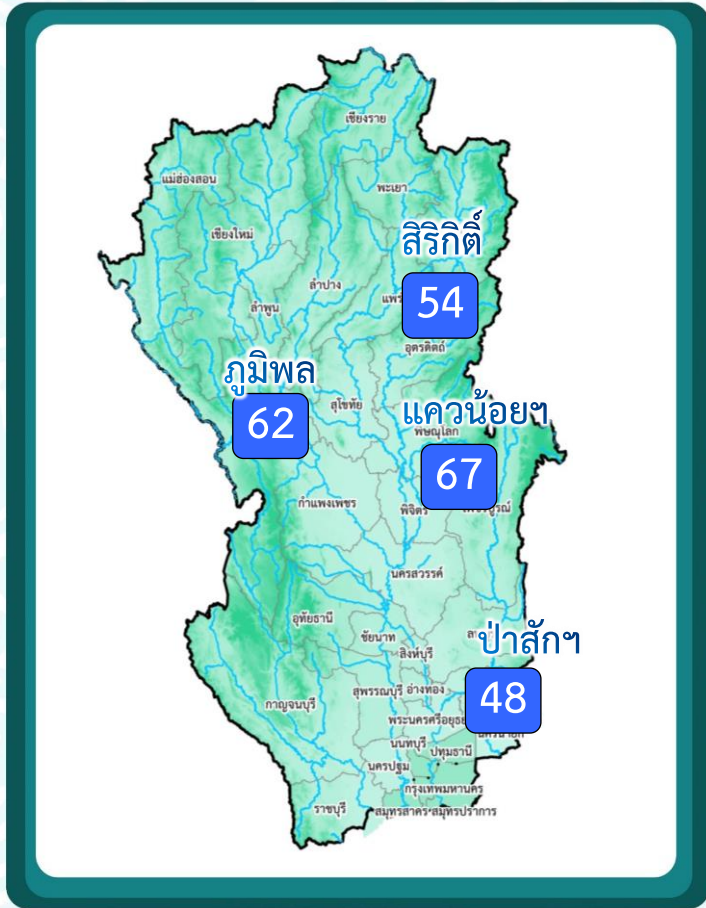 เชียงราย
แม่ฮ่องสอน
พะเยา
เชียงใหม่
สิริกิติ์
54
ลำปาง
แพร่
ลำพูน
อุตรดิตถ์
ภูมิพล
62
สุโขทัย
แควน้อยฯ
พิษณุโลก
67
กำแพงเพชร
พิจิตร
นครสวรรค์
อุทัยธานี
ชัยนาท
ป่าสักฯ
สิงห์บุรี
48
สุพรรณบุรี
อ่างทอง
กาญจนบุรี
นนทบุรี
ปทุมธานี
นครปฐม
กรุงเทพมหานคร
ราชบุรี
สมุทรสาคร
สมุทรปราการ